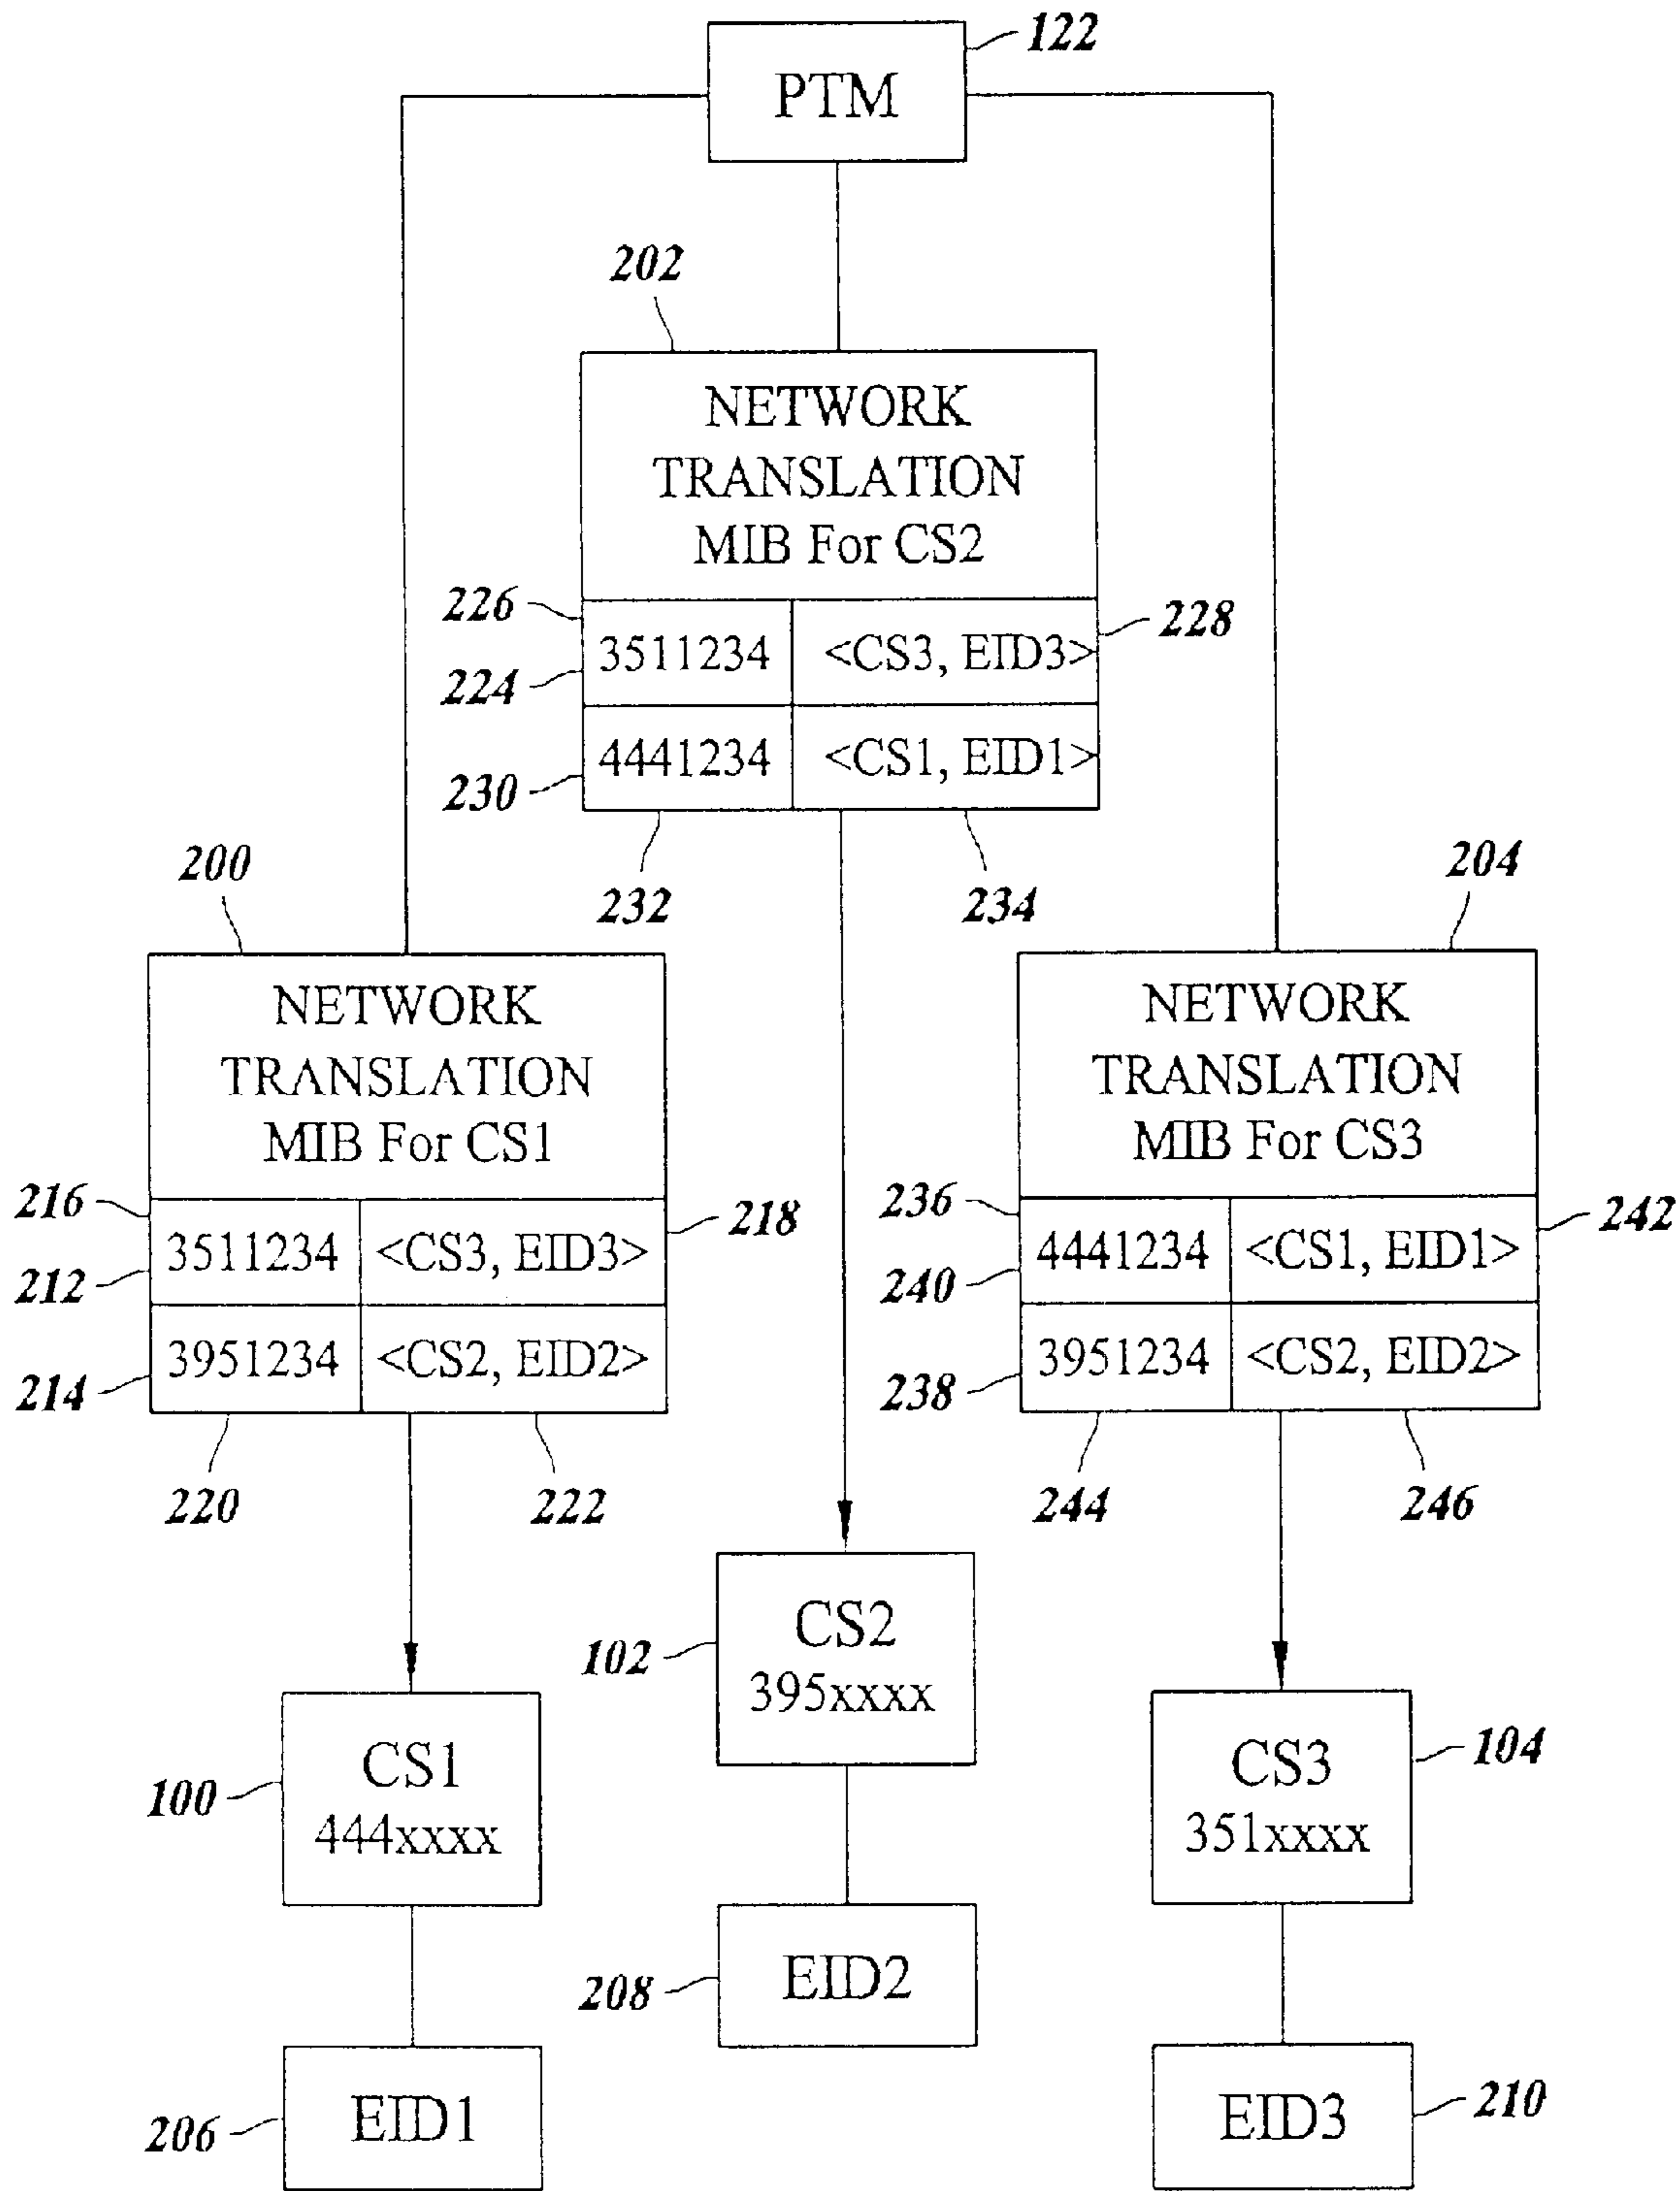 122
PTM
202
NETWORK
TRANSLATION
MIB For CS2
226
3511234 <CS3, EID3>
228
224
4441234 <CS1, EID1>
230
232
234
200
NETWORK
TRANSLATION
MIB For CS1
216
3511234 <CS3, EID3>
218
212
3951234 <CS2, EID2>
214
220
222
204
NETWORK
TRANSLATION
MIB For CS3
236
4441234 <CS1, EID1>
242
240
3951234 <CS2, EID2>
238
244
246
CS1
444xxxx
100
EID1
206
CS2
395xxxx
102
EID2
208
CS3
351xxxx
104
EID3
210